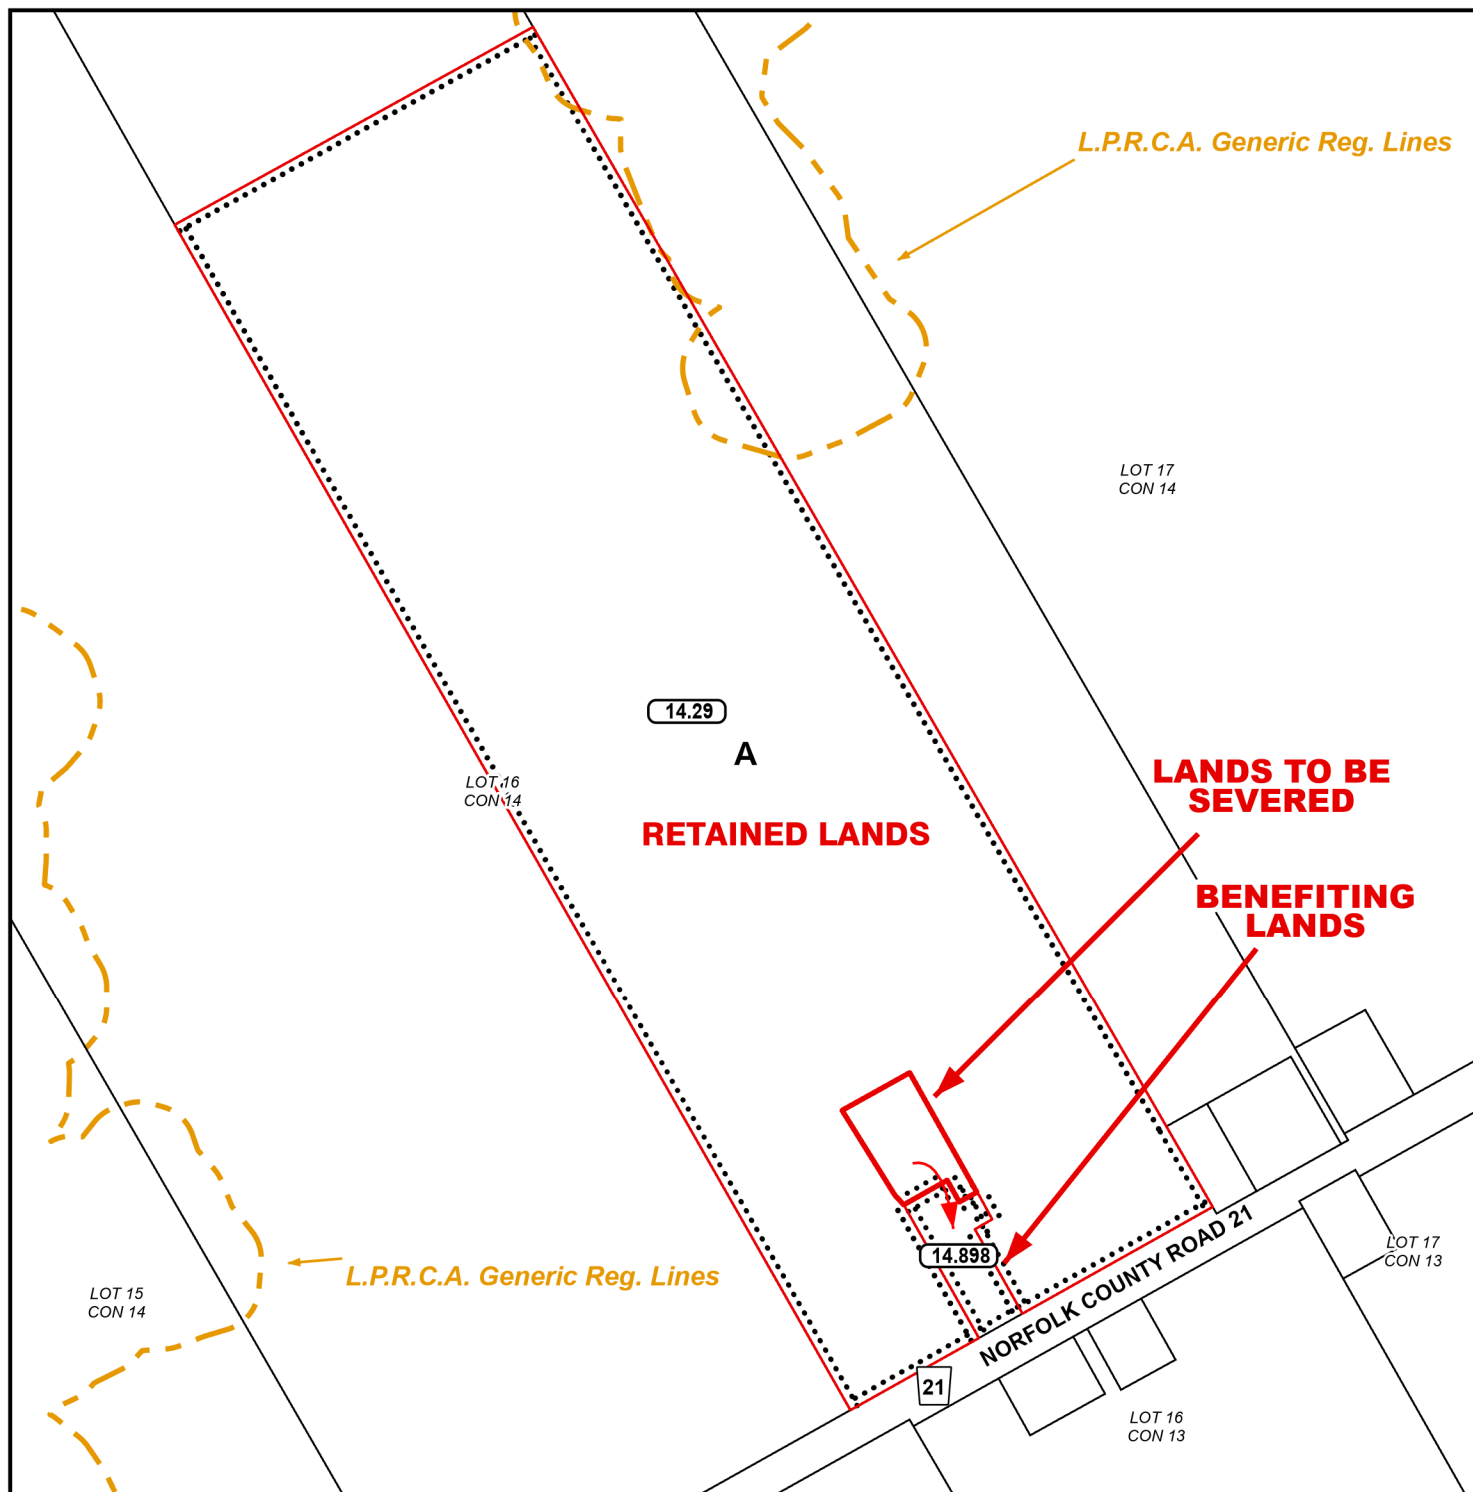 L.P.R.C.A. Generic Reg. Lines
LOT 17
CON 14
14.29
A
LOT 16
CON 14
RETAINED LANDS
LANDS TO BE
SEVERED
BENEFITING
LANDS
14.898
NORFOLK COUNTY ROAD 21
LOT 17
CON 13
L.P.R.C.A. Generic Reg. Lines
LOT 15
CON 14
21
LOT 16
CON 13